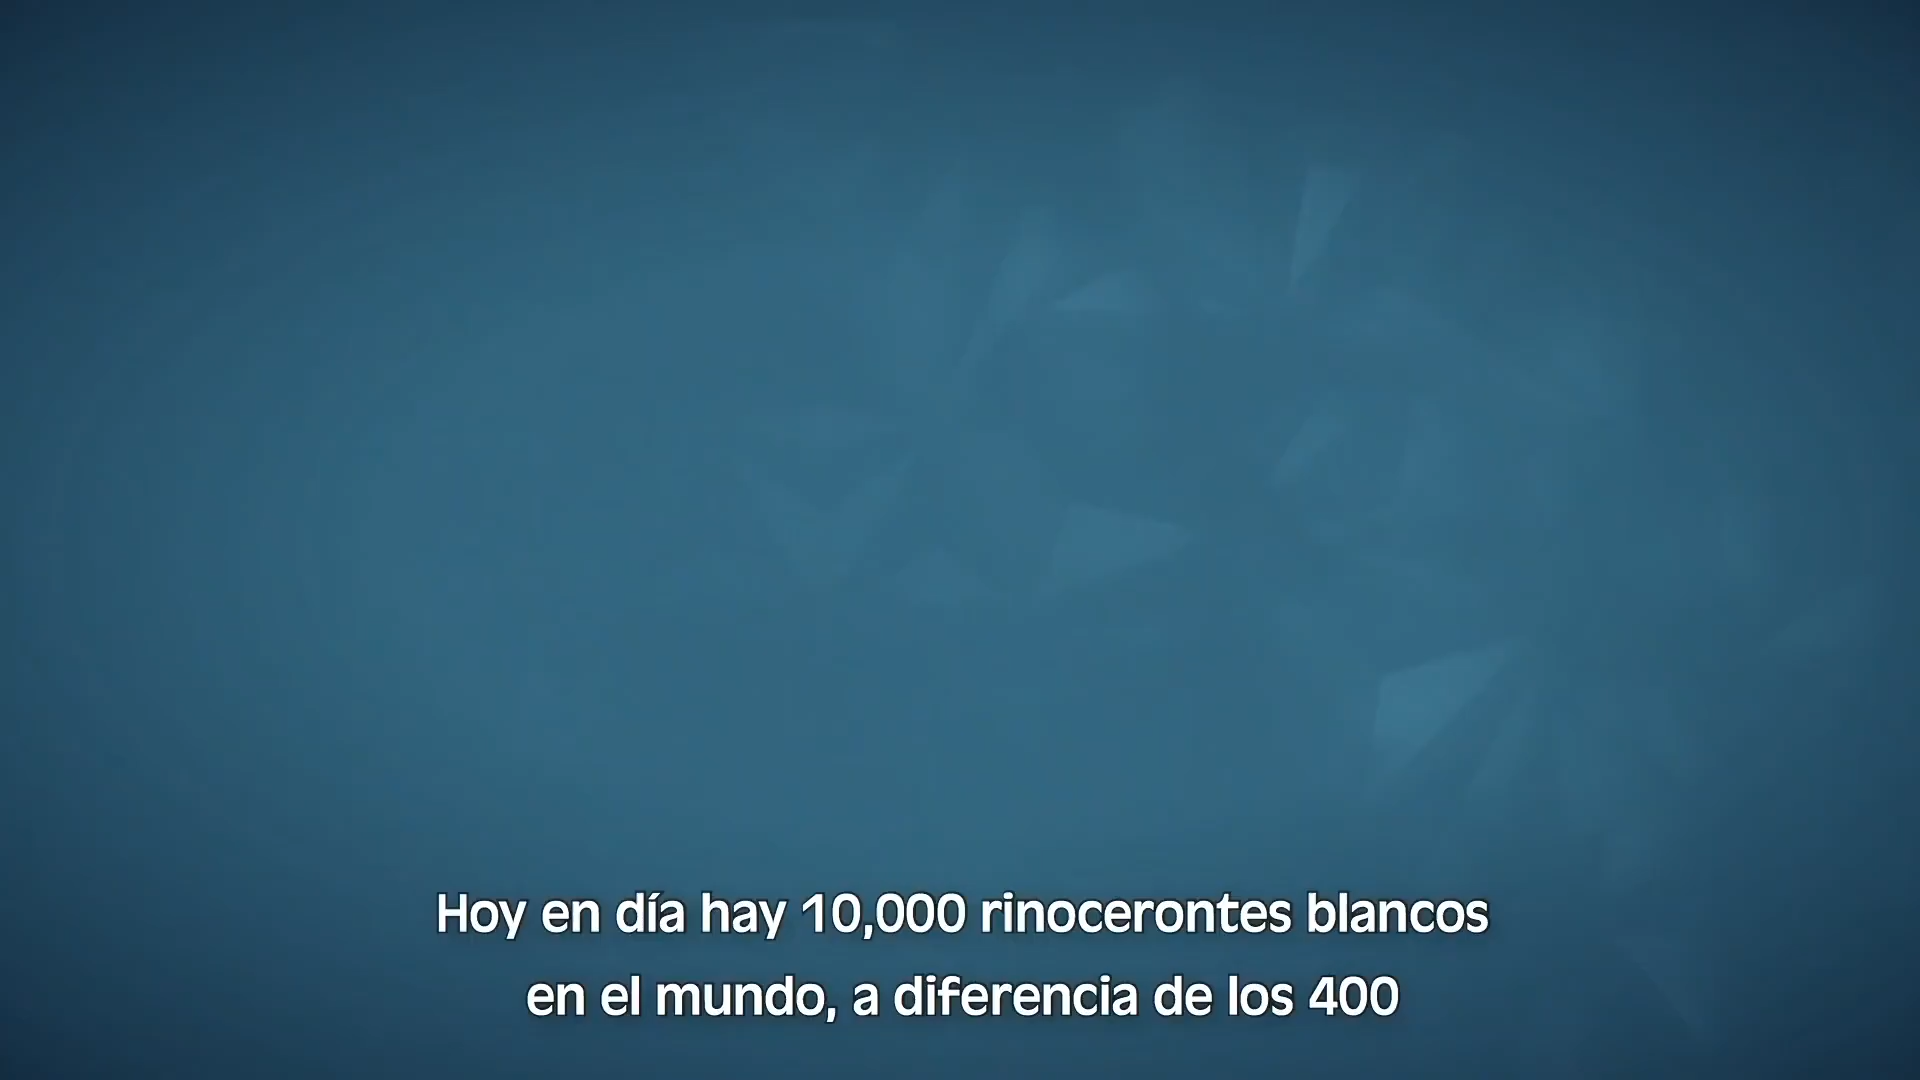 Hoy en día hay 10,000 rinocerontes blancos
en el mundo, a diferencia de los 400